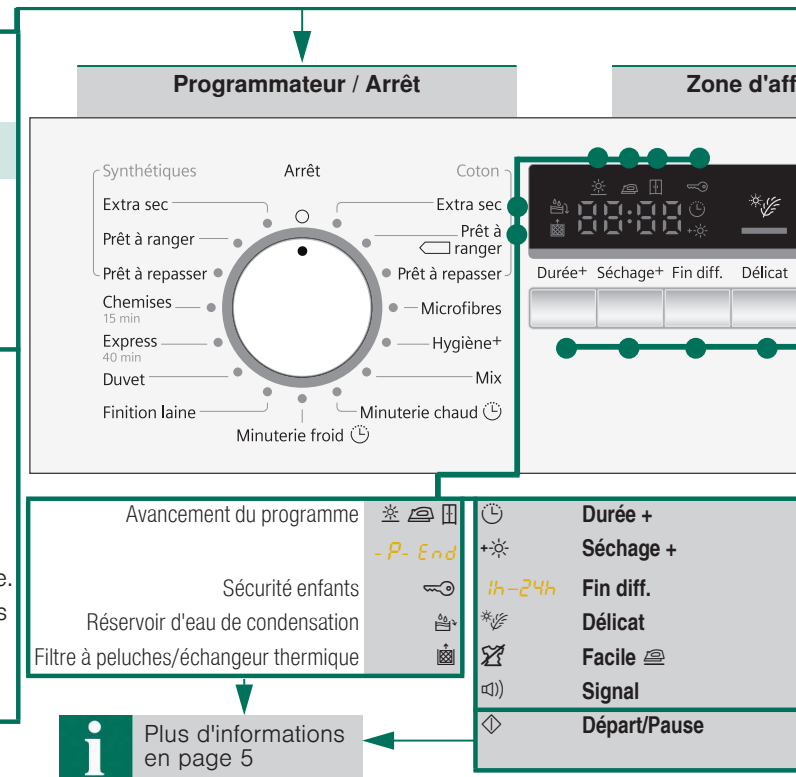 Programmateur / Arrêt
Zone d'aff
Synthétiques
Arrêt
Coton
Extra sec
Prêt à ranger
Prêt à repasser
Chemises
15 min
Express
40 min
Duvet
Finition laine
Minuterie froid
Extra sec
Prêt à
ranger
Prêt à repasser
Microfibres
Hygiène+
Mix
Minuterie chaud
88:88
Durée+ Séchage+ Fin diff. Délicat
Avancement du programme
-P- End
Sécurité enfants
Réservoir d'eau de condensation
Filtre à peluches/échangeur thermique
Durée +
Séchage +
1h-24h Fin diff.
Délicat
Facile
Signal
Départ/Pause
e.
s
i
Plus d'informations
en page 5